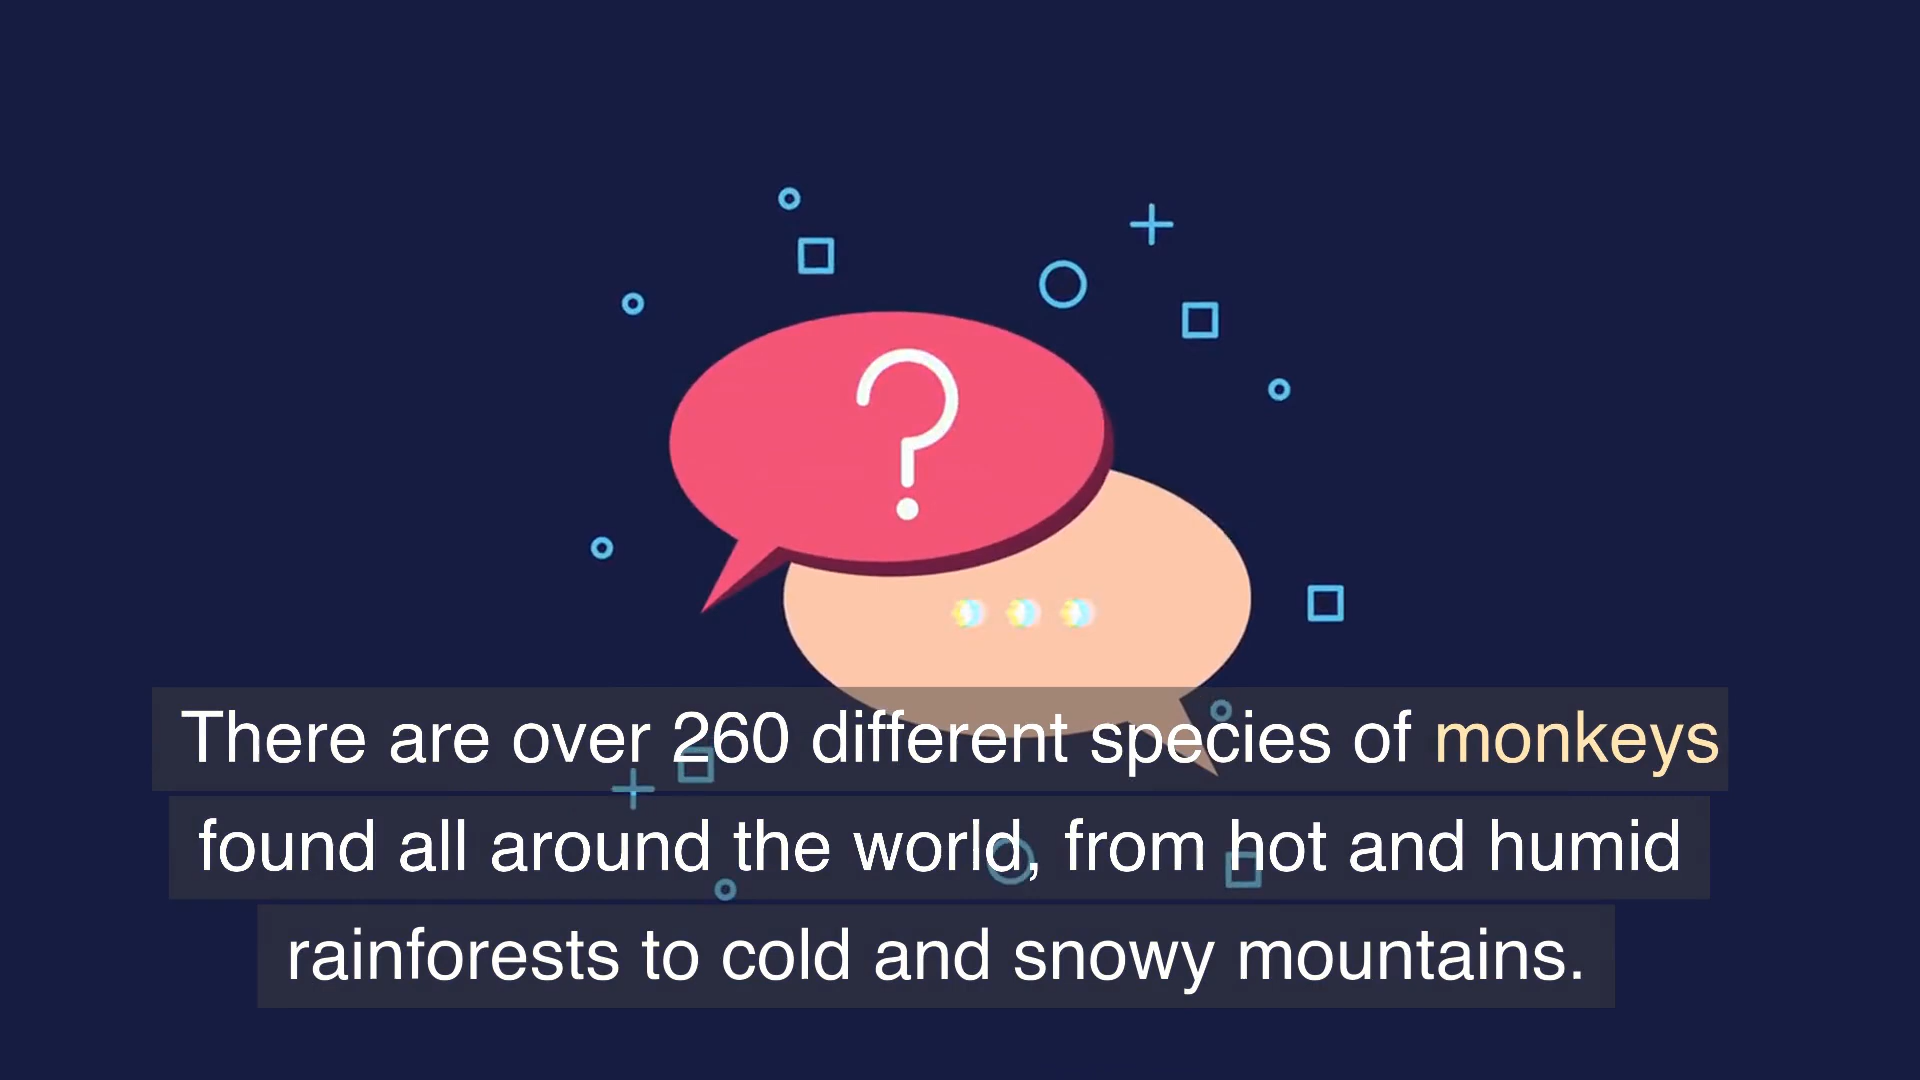 ?
There are over 260 different species of monkeys
found all around the world, from hot and humid
rainforests to cold and snowy mountains.